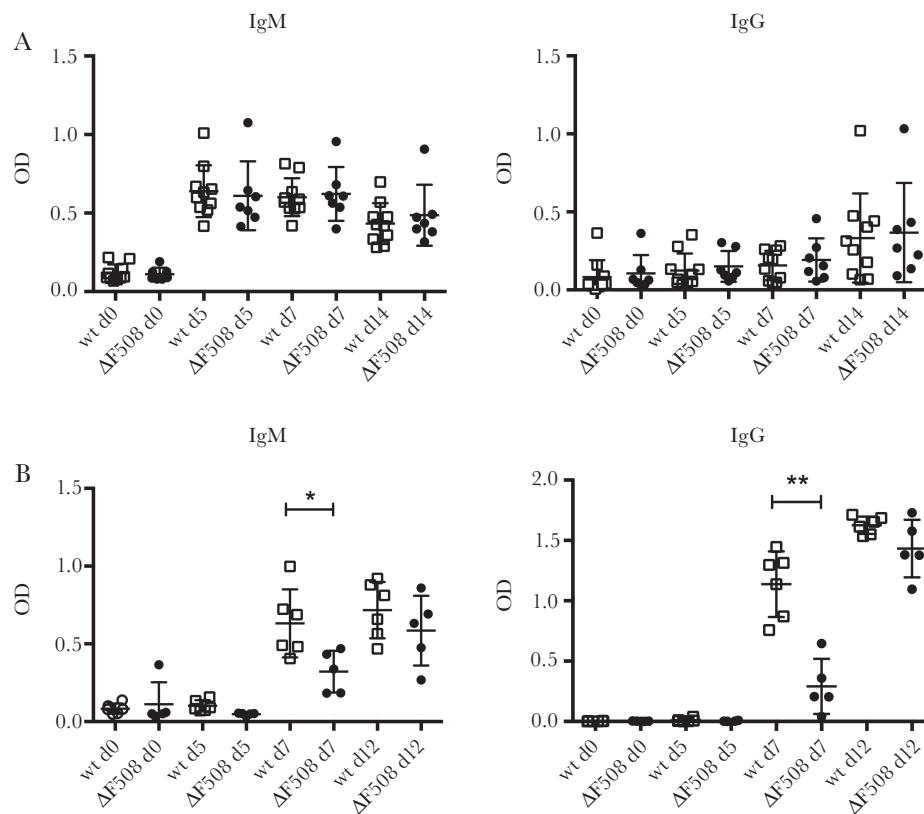 A
IgM
IgG
OD
1.5
1.0
0.5
0.0
wt d0
ΔF508 d0
wt d5
ΔF508 d5
wt d7
ΔF508 d7
wt d14
ΔF508 d14
OD
1.5
1.0
0.5
0.0
wt d0
ΔF508 d0
wt d5
ΔF508 d5
wt d7
ΔF508 d7
wt d14
ΔF508 d14
B
IgM
IgG
OD
1.5
1.0
0.5
0.0
*
wt d0
ΔF508 d0
wt d5
ΔF508 d5
wt d7
ΔF508 d7
wt d12
ΔF508 d12
OD
2.0
1.5
1.0
0.5
0.0
**
wt d0
ΔF508 d0
wt d5
ΔF508 d5
wt d7
ΔF508 d7
wt d12
ΔF508 d12